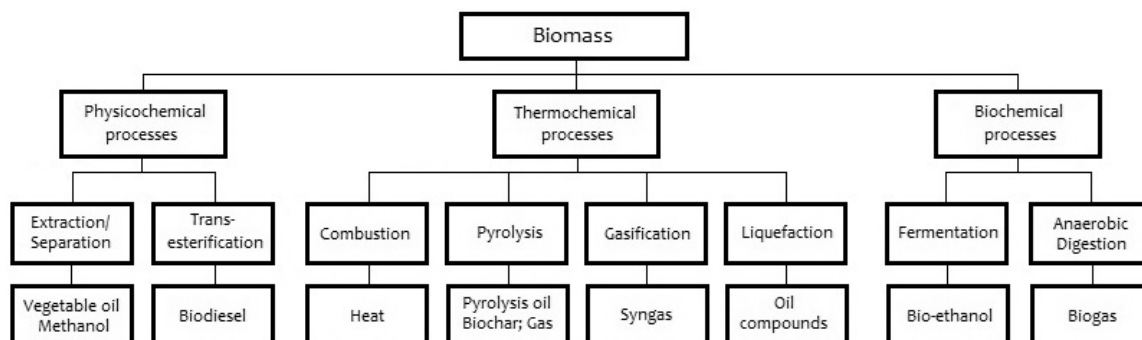 Biomass
Physicochemical
processes
Thermochemical
processes
Biochemical
processes
Extraction/
Separation
Trans-
esterification
Combustion
Pyrolysis
Gasification
Liquefaction
Fermentation
Anaerobic
Digestion
Vegetable oil
Methanol
Biodiesel
Heat
Pyrolysis oil
Biochar; Gas
Syngas
Oil
compounds
Bio-ethanol
Biogas